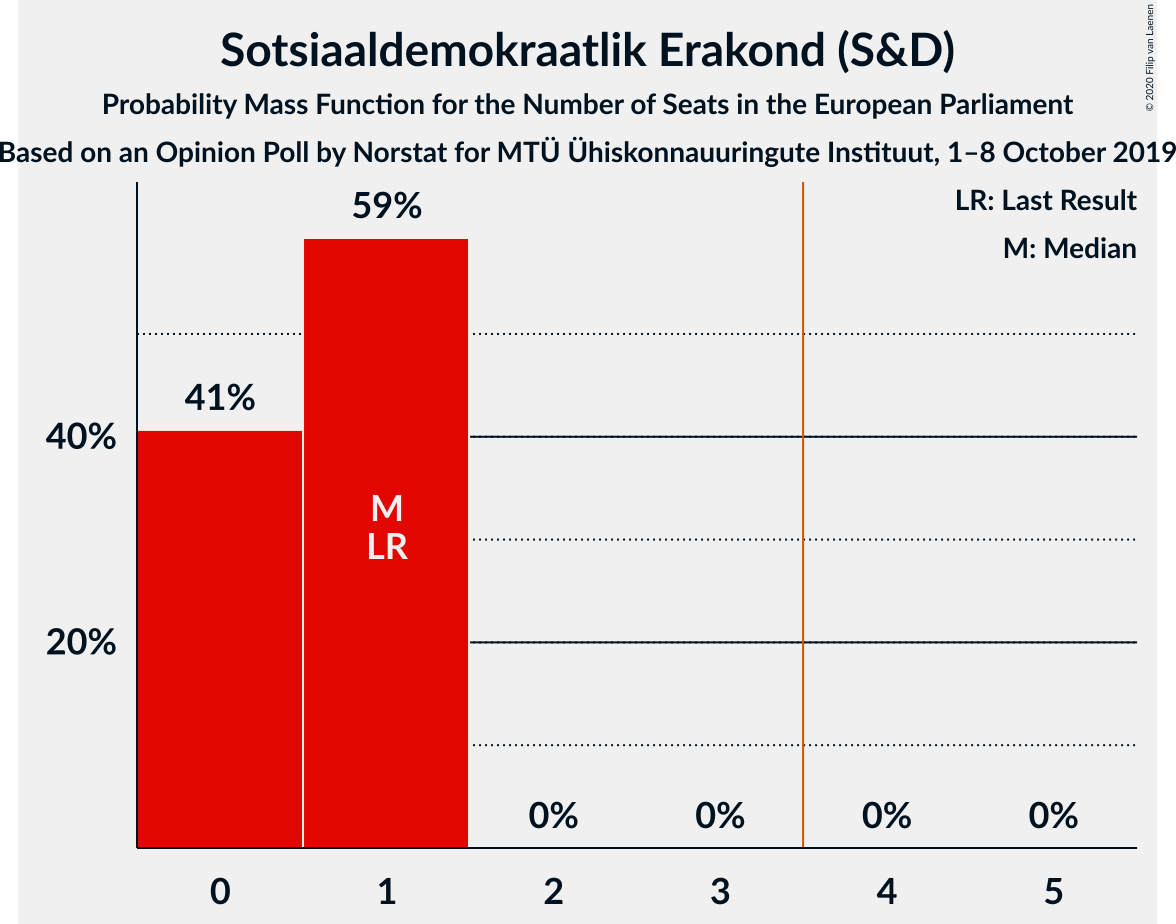 Sotsiaaldemokraatlik Erakond (S&D)
Probability Mass Function for the Number of Seats in the European Parliament
Based on an Opinion Poll by Norstat for MTÜ Ühiskonnauuringute Instituut, 1–8 October 2019
© 2020 Filip van Laenen
LR: Last Result
M: Median
59%
41%
40%
M
LR
20%
0% 0% 0% 0%
0 1 2 3 4 5